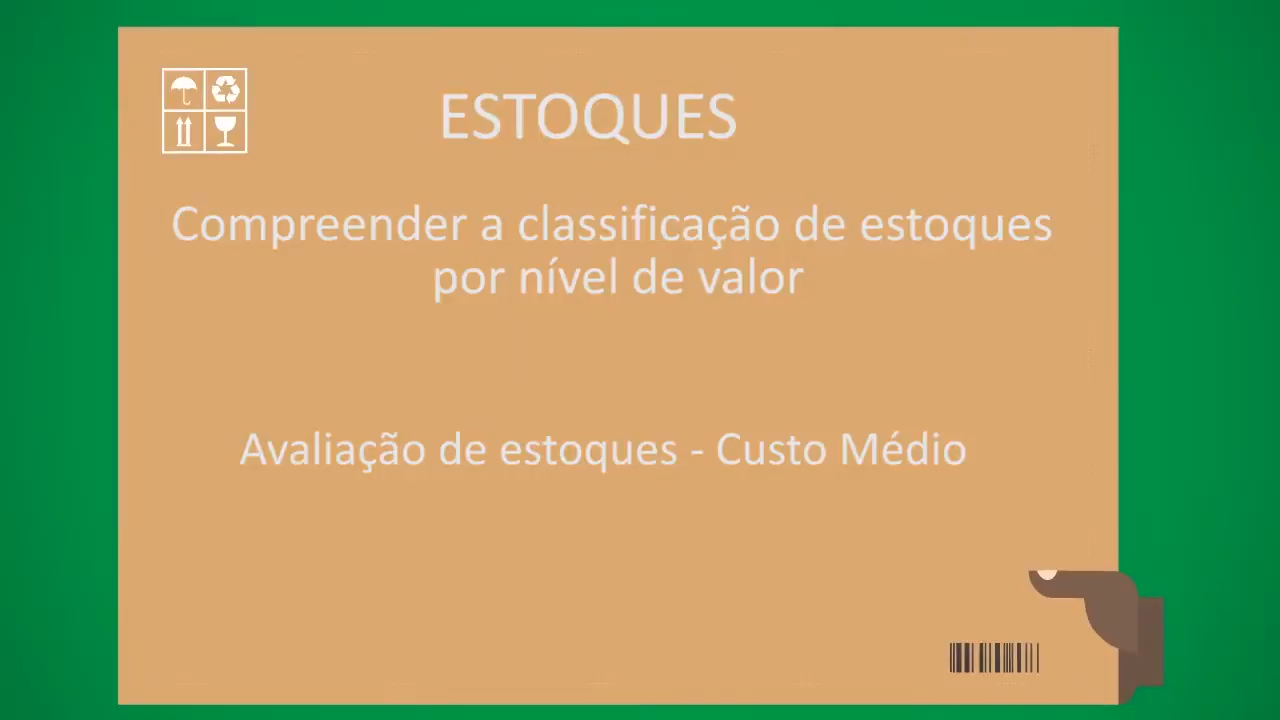 ESTOQUES
Compreender a classificação de estoques
por nível de valor
Avaliação de estoques - Custo Médio